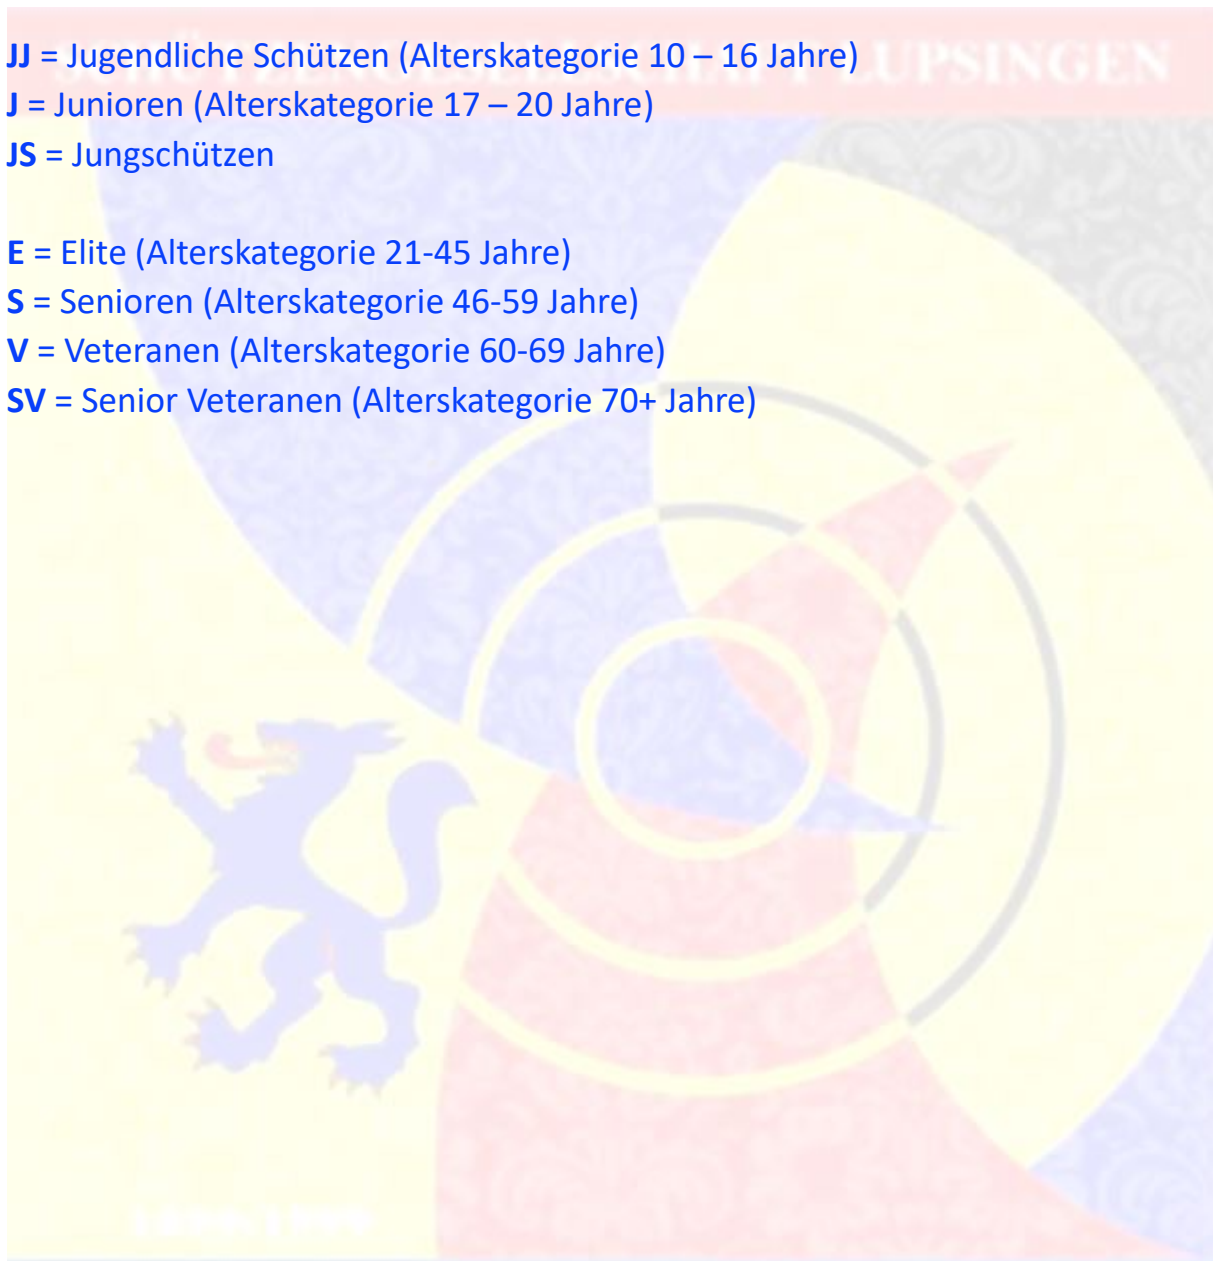 JJ = Jugendliche Schützen (Alterskategorie 10 – 16 Jahre)
J = Junioren (Alterskategorie 17 – 20 Jahre)
JS = Jungschützen
E = Elite (Alterskategorie 21-45 Jahre)
S = Senioren (Alterskategorie 46-59 Jahre)
V = Veteranen (Alterskategorie 60-69 Jahre)
SV = Senior Veteranen (Alterskategorie 70+ Jahre)
LUPSINGEN